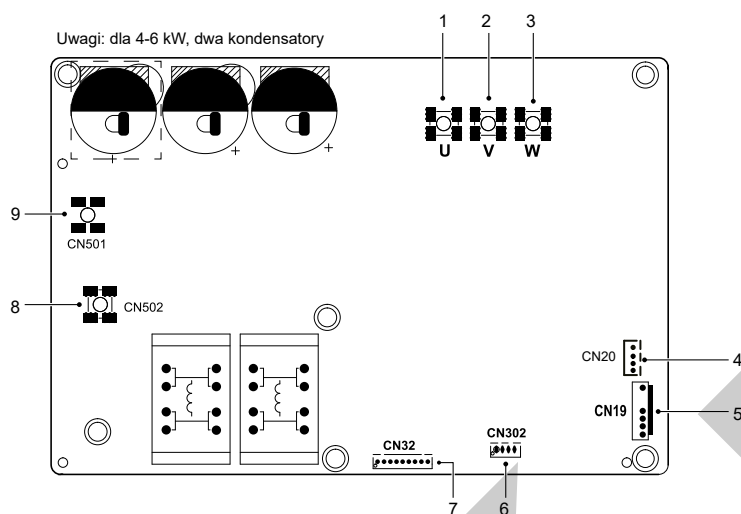 1 2 3
Uwagi: dla 4-6 kW, dwa kondensatory
+ + +
U V W
9
CN501
8
CN502
CN20
4
CN19
5
CN32
CN302
7 6